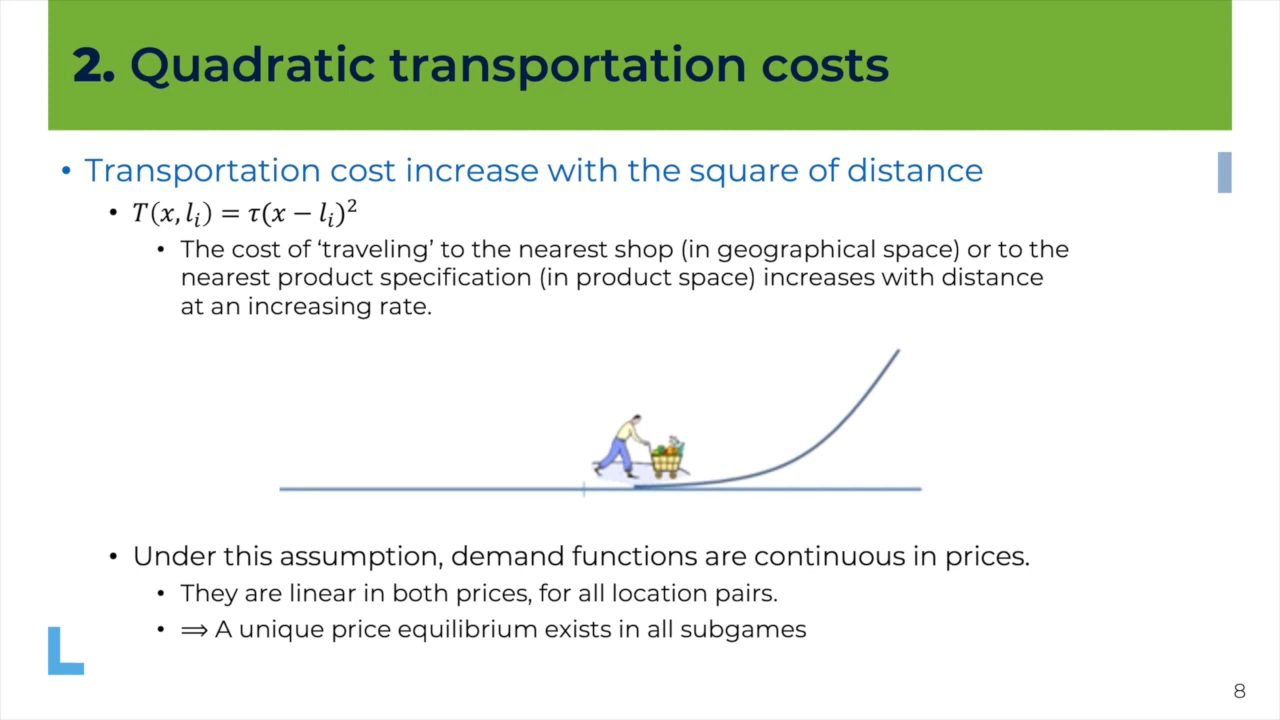 2. Quadratic transportation costs
• Transportation cost increase with the square of distance
• T(x, lᵢ) = τ(x − lᵢ)²
• The cost of ‘traveling’ to the nearest shop (in geographical space) or to the
nearest product specification (in product space) increases with distance
at an increasing rate.
• Under this assumption, demand functions are continuous in prices.
• They are linear in both prices, for all location pairs.
• ⟹ A unique price equilibrium exists in all subgames
8